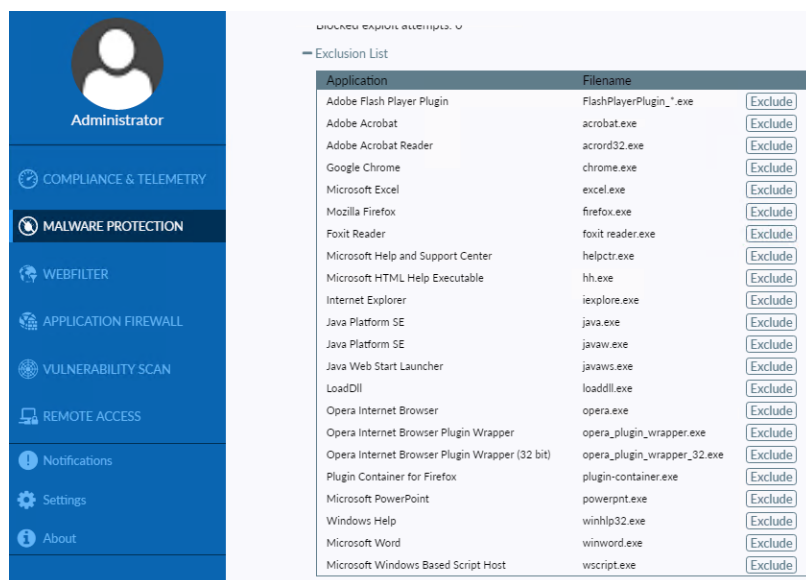 Administrator
COMPLIANCE & TELEMETRY
MALWARE PROTECTION
WEBFILTER
APPLICATION FIREWALL
VULNERABILITY SCAN
REMOTE ACCESS
Notifications
Settings
About
Blocked exploit attempts: 0
Exclusion List
Application Filename
Adobe Flash Player Plugin FlashPlayerPlugin_*.exe Exclude
Adobe Acrobat acrobat.exe Exclude
Adobe Acrobat Reader acrord32.exe Exclude
Google Chrome chrome.exe Exclude
Microsoft Excel excel.exe Exclude
Mozilla Firefox firefox.exe Exclude
Foxit Reader foxit reader.exe Exclude
Microsoft Help and Support Center helpctr.exe Exclude
Microsoft HTML Help Executable hh.exe Exclude
Internet Explorer iexplore.exe Exclude
Java Platform SE java.exe Exclude
Java Platform SE javaw.exe Exclude
Java Web Start Launcher javaws.exe Exclude
LoadDll loaddll.exe Exclude
Opera Internet Browser opera.exe Exclude
Opera Internet Browser Plugin Wrapper opera_plugin_wrapper.exe Exclude
Opera Internet Browser Plugin Wrapper (32 bit) opera_plugin_wrapper_32.exe Exclude
Plugin Container for Firefox plugin-container.exe Exclude
Microsoft PowerPoint powerpnt.exe Exclude
Windows Help winhlp32.exe Exclude
Microsoft Word winword.exe Exclude
Microsoft Windows Based Script Host wscript.exe Exclude